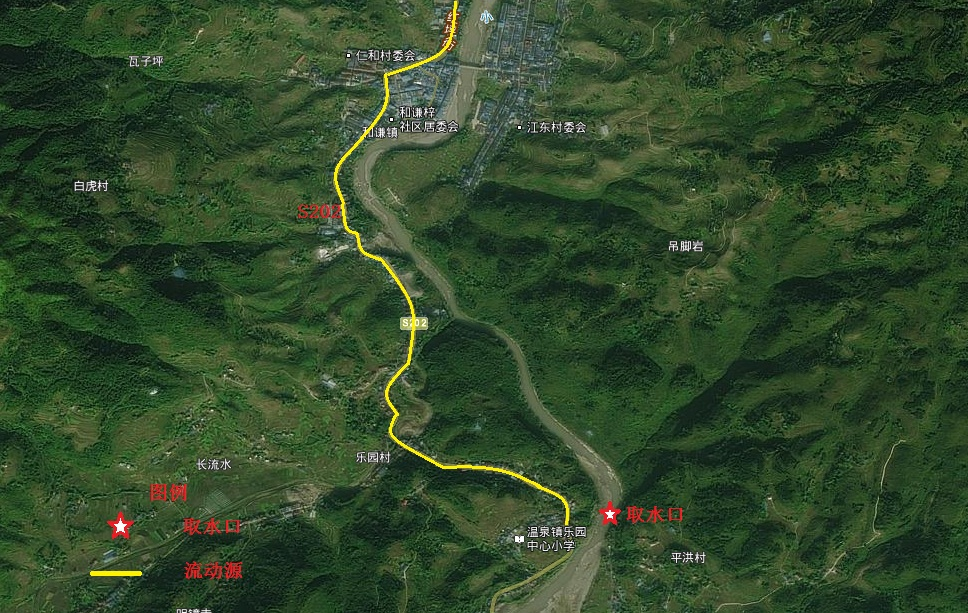 小
仁和村委会
瓦子坪
和谦梓
社区居委会
和谦镇
江东村委会
白虎村
S202
吊脚岩
S202
乐园村
长流水
图例
取水口
取水口
温泉镇乐园
中心小学
平洪村
流动源